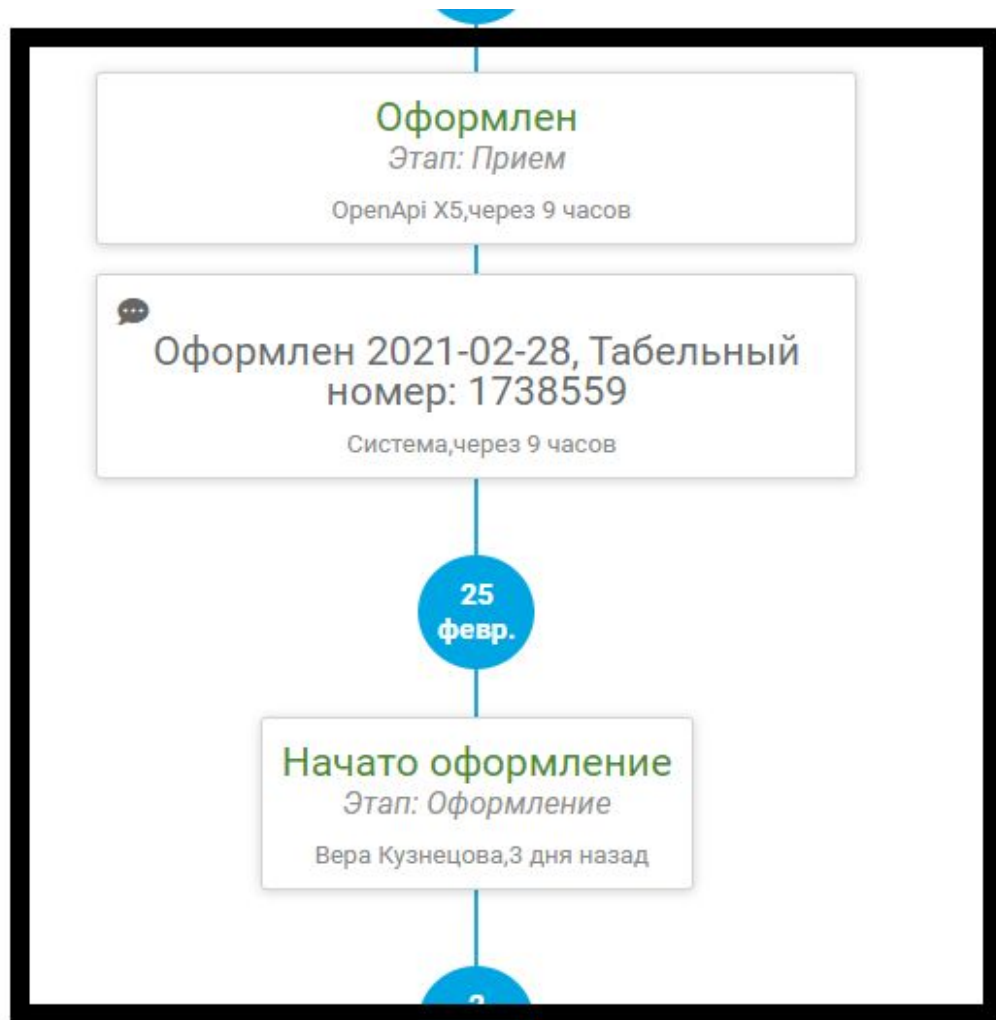 Оформлен
Этап: Прием
OpenApi X5,через 9 часов
Оформлен 2021-02-28, Табельный
номер: 1738559
Система,через 9 часов
25
февр.
Начато оформление
Этап: Оформление
Вера Кузнецова,3 дня назад